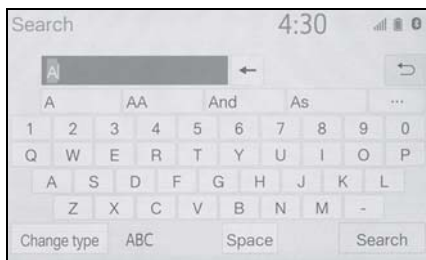 Search 4:30
A
A AA And As ...
1 2 3 4 5 6 7 8 9 0
Q W E R T Y U I O P
A S D F G H J K L
Z X C V B N M -
Change type ABC Space Search